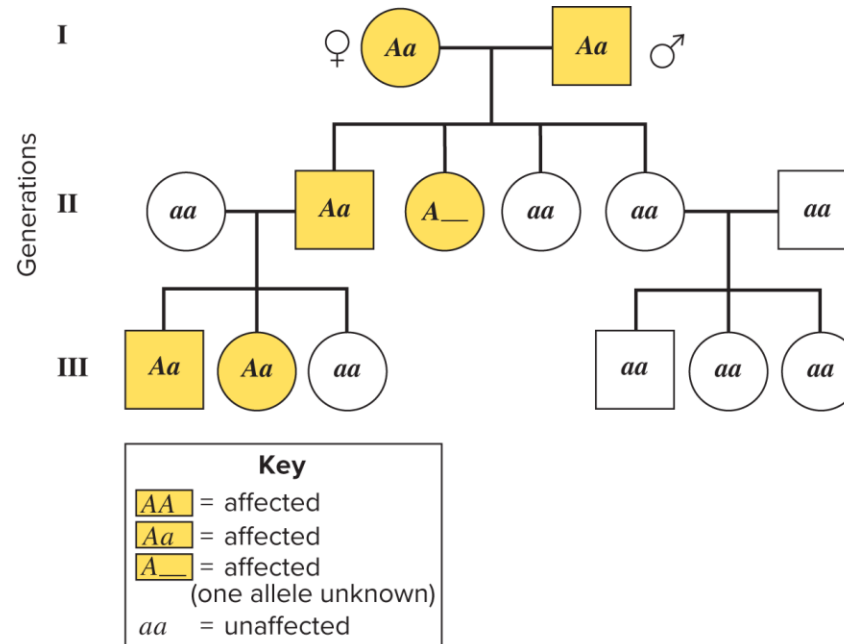 I
♀ Aa Aa ♂
Generations
II
aa Aa A__ aa aa aa
III
Aa Aa aa aa aa aa
Key
AA = affected
Aa = affected
A__ = affected
(one allele unknown)
aa = unaffected